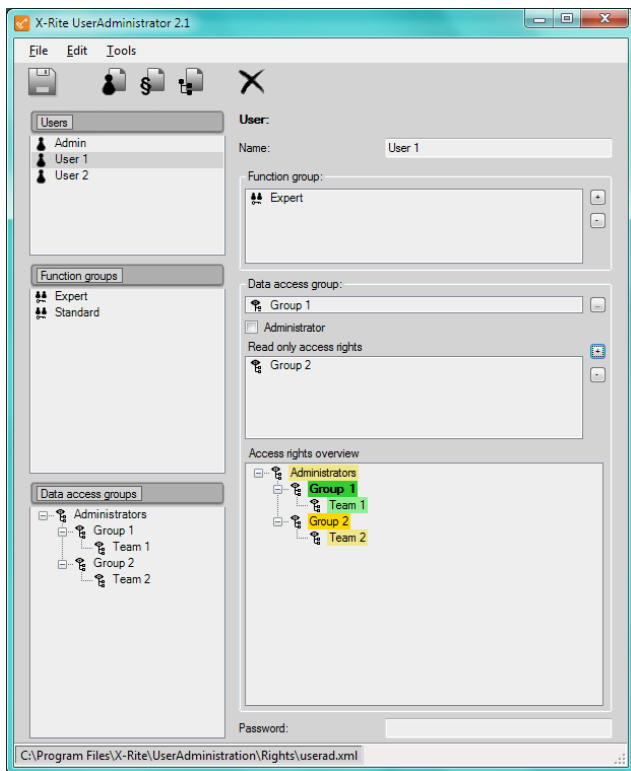 X-Rite UserAdministrator 2.1
File Edit Tools
Users
Admin
User 1
User 2
Function groups
Expert
Standard
Data access groups
Administrators
Group 1
Team 1
Group 2
Team 2
User:
Name: User 1
Function group:
Expert
+
-
Data access group:
Group 1
...
Administrator
Read only access rights
+
Group 2
-
Access rights overview
Administrators
Group 1
Team 1
Group 2
Team 2
Password:
C:\Program Files\X-Rite\UserAdministration\Rights\userad.xml